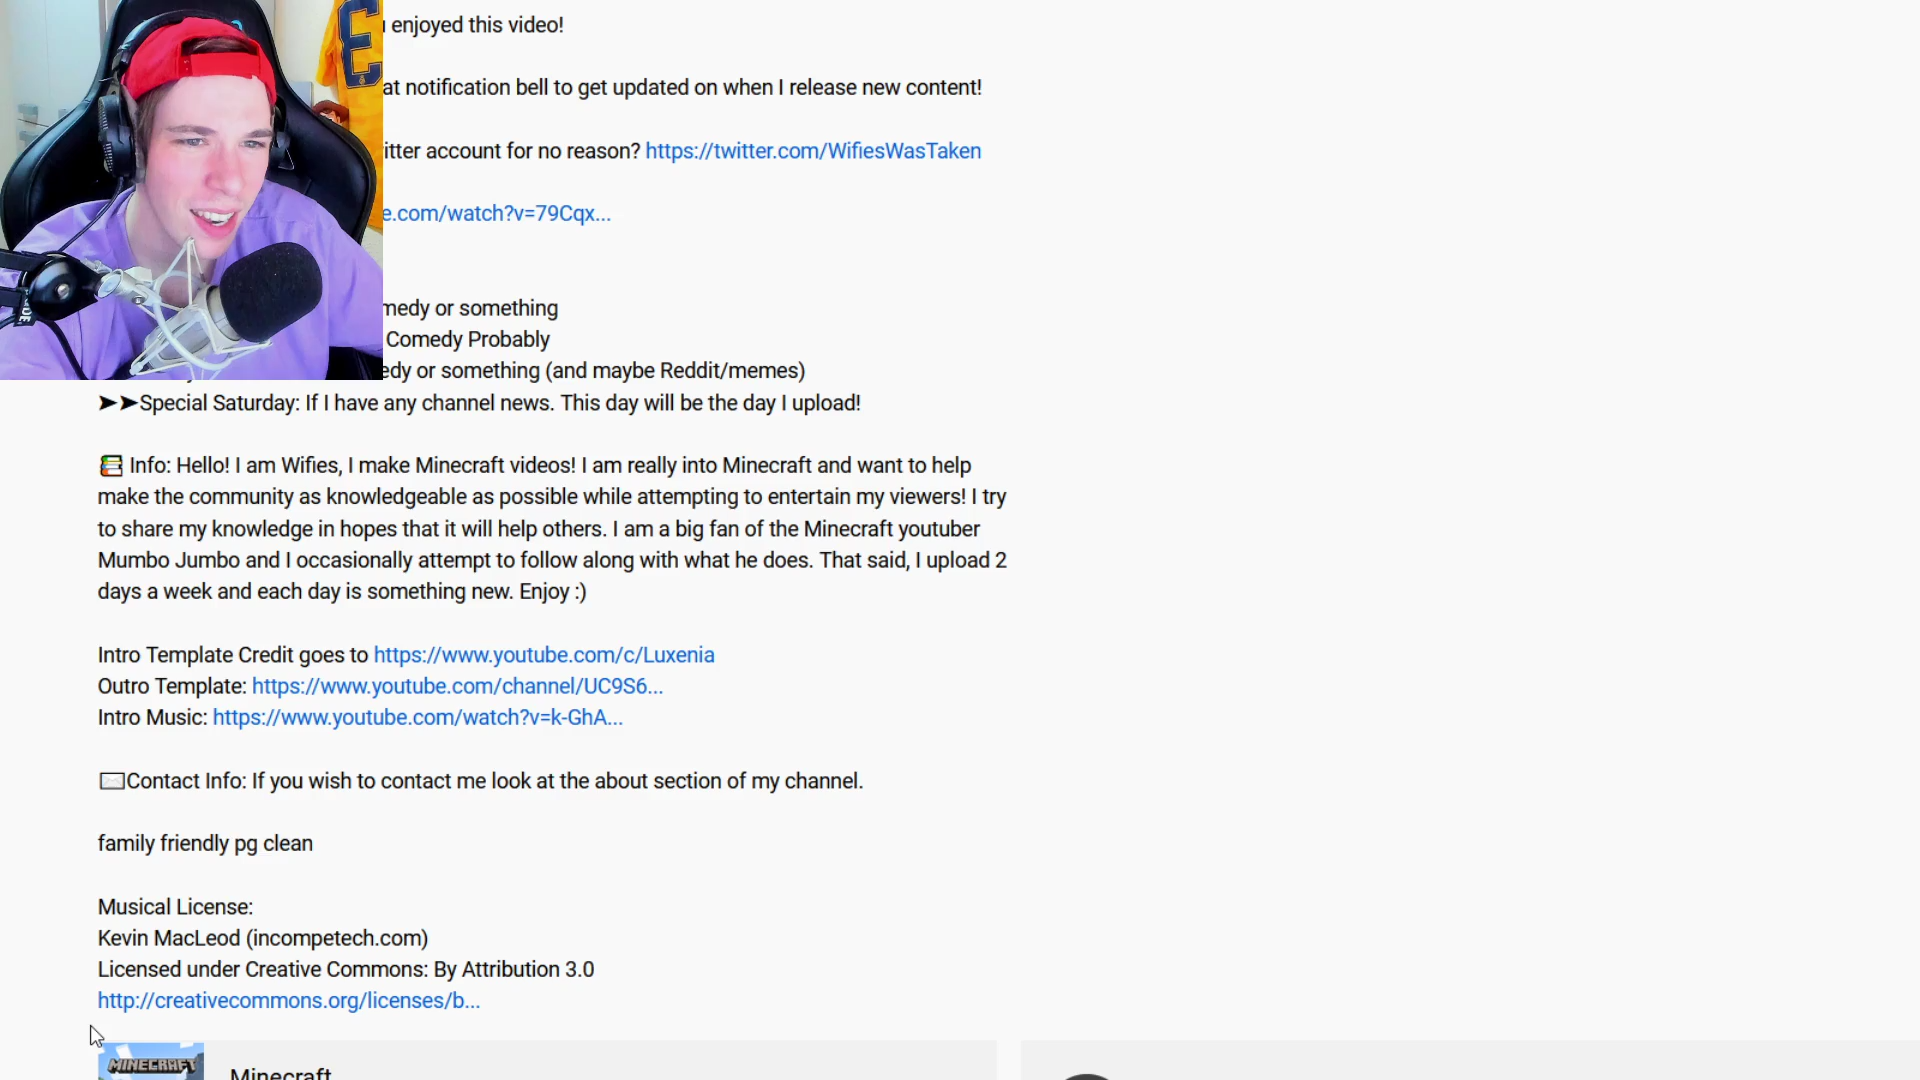 enjoyed this video!
at notification bell to get updated on when I release new content!
itter account for no reason? https://twitter.com/WifiesWasTaken
e.com/watch?v=79Cqx...
medy or something
Comedy Probably
edy or something (and maybe Reddit/memes)
➤➤Special Saturday: If I have any channel news. This day will be the day I upload!
📚 Info: Hello! I am Wifies, I make Minecraft videos! I am really into Minecraft and want to help
make the community as knowledgeable as possible while attempting to entertain my viewers! I try
to share my knowledge in hopes that it will help others. I am a big fan of the Minecraft youtuber
Mumbo Jumbo and I occasionally attempt to follow along with what he does. That said, I upload 2
days a week and each day is something new. Enjoy :)
Intro Template Credit goes to https://www.youtube.com/c/Luxenia
Outro Template: https://www.youtube.com/channel/UC9S6...
Intro Music: https://www.youtube.com/watch?v=k-GhA...
✉Contact Info: If you wish to contact me look at the about section of my channel.
family friendly pg clean
Musical License:
Kevin MacLeod (incompetech.com)
Licensed under Creative Commons: By Attribution 3.0
http://creativecommons.org/licenses/b...
MINECRAFT
Minecraft